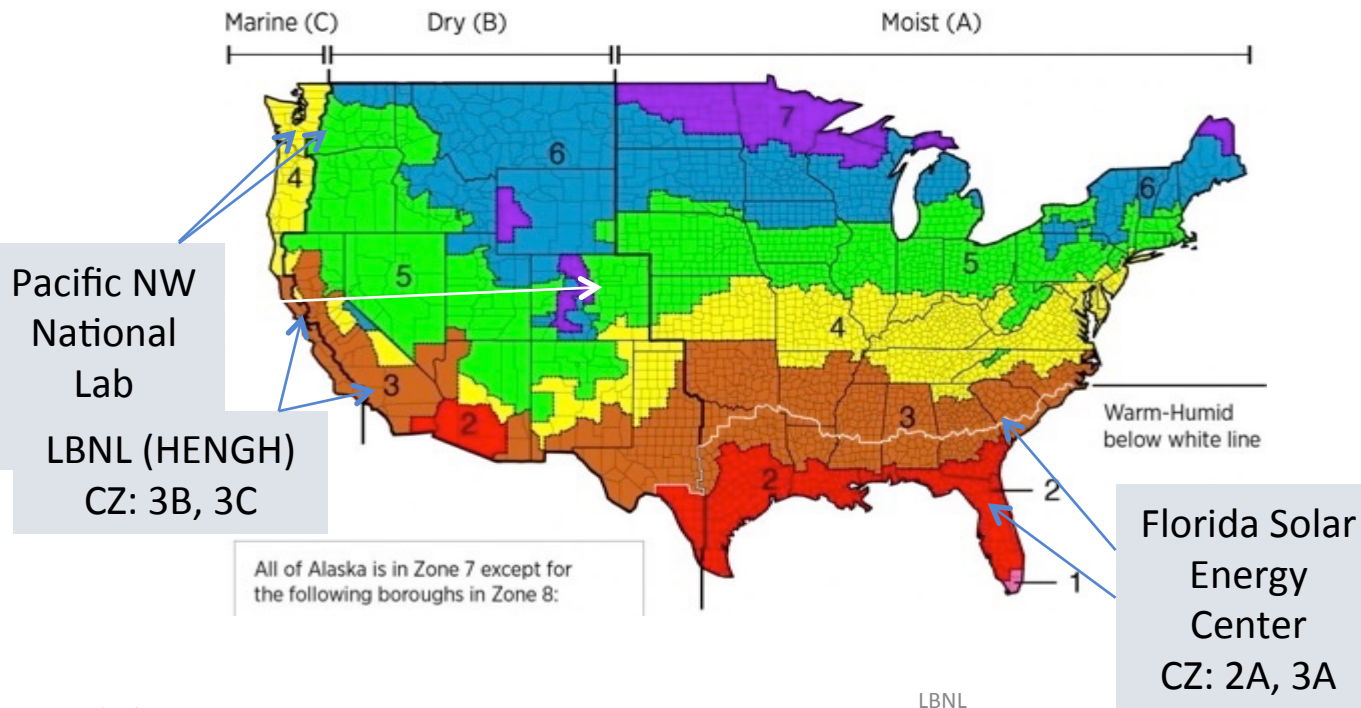 Marine (C)
Dry (B)
Moist (A)
7
6
4
6
5
5
4
3
3
2
2
2
1
Pacific NW
National
Lab
LBNL (HENGH)
CZ: 3B, 3C
Warm-Humid
below white line
All of Alaska is in Zone 7 except for
the following boroughs in Zone 8:
Florida Solar
Energy
Center
CZ: 2A, 3A
LBNL